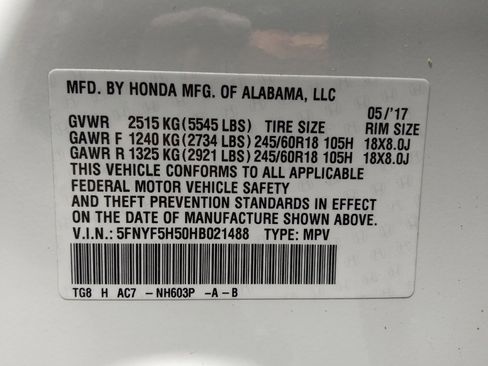 MFD. BY HONDA MFG. OF ALABAMA, LLC
05/'17
GVWR 2515 KG(5545 LBS) TIRE SIZE RIM SIZE
GAWR F 1240 KG(2734 LBS) 245/60R18 105H 18X8.0J
GAWR R 1325 KG(2921 LBS) 245/60R18 105H 18X8.0J
THIS VEHICLE CONFORMS TO ALL APPLICABLE
FEDERAL MOTOR VEHICLE SAFETY
AND THEFT PREVENTION STANDARDS IN EFFECT
ON THE DATE OF MANUFACTURE SHOWN ABOVE.
V.I.N.: 5FNYF5H50HB021488 TYPE: MPV
TG8 H AC7 -NH603P -A-B